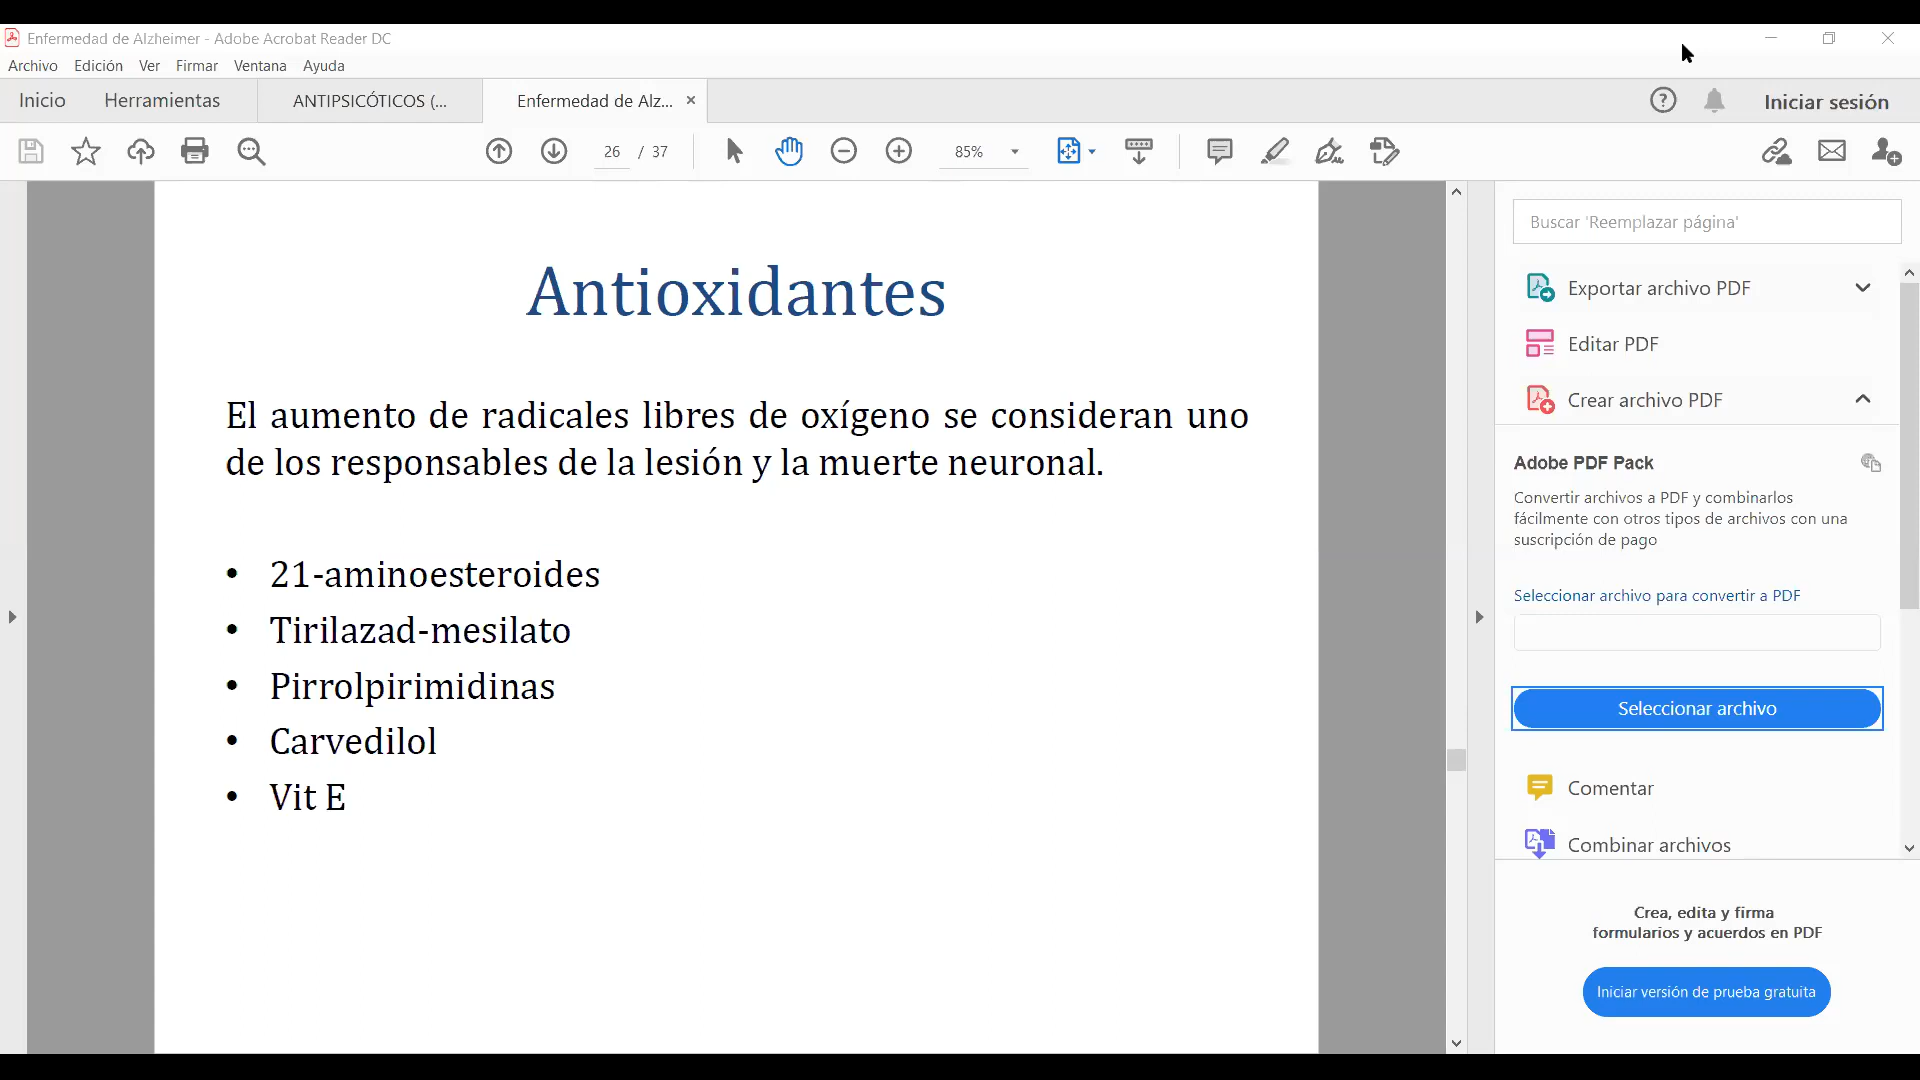 Enfermedad de Alzheimer - Adobe Acrobat Reader DC
Archivo Edición Ver Firmar Ventana Ayuda
Inicio Herramientas ANTIPSICÓTICOS (... Enfermedad de Alz... × Iniciar sesión
26 / 37 85%
Antioxidantes
El aumento de radicales libres de oxígeno se consideran uno
de los responsables de la lesión y la muerte neuronal.
• 21-aminoesteroides
• Tirilazad-mesilato
• Pirrolpirimidinas
• Carvedilol
• Vit E
Buscar 'Reemplazar página'
Exportar archivo PDF
Editar PDF
Crear archivo PDF
Adobe PDF Pack
Convertir archivos a PDF y combinarlos
fácilmente con otros tipos de archivos con una
suscripción de pago
Seleccionar archivo para convertir a PDF
Seleccionar archivo
Comentar
Combinar archivos
Crea, edita y firma
formularios y acuerdos en PDF
Iniciar versión de prueba gratuita